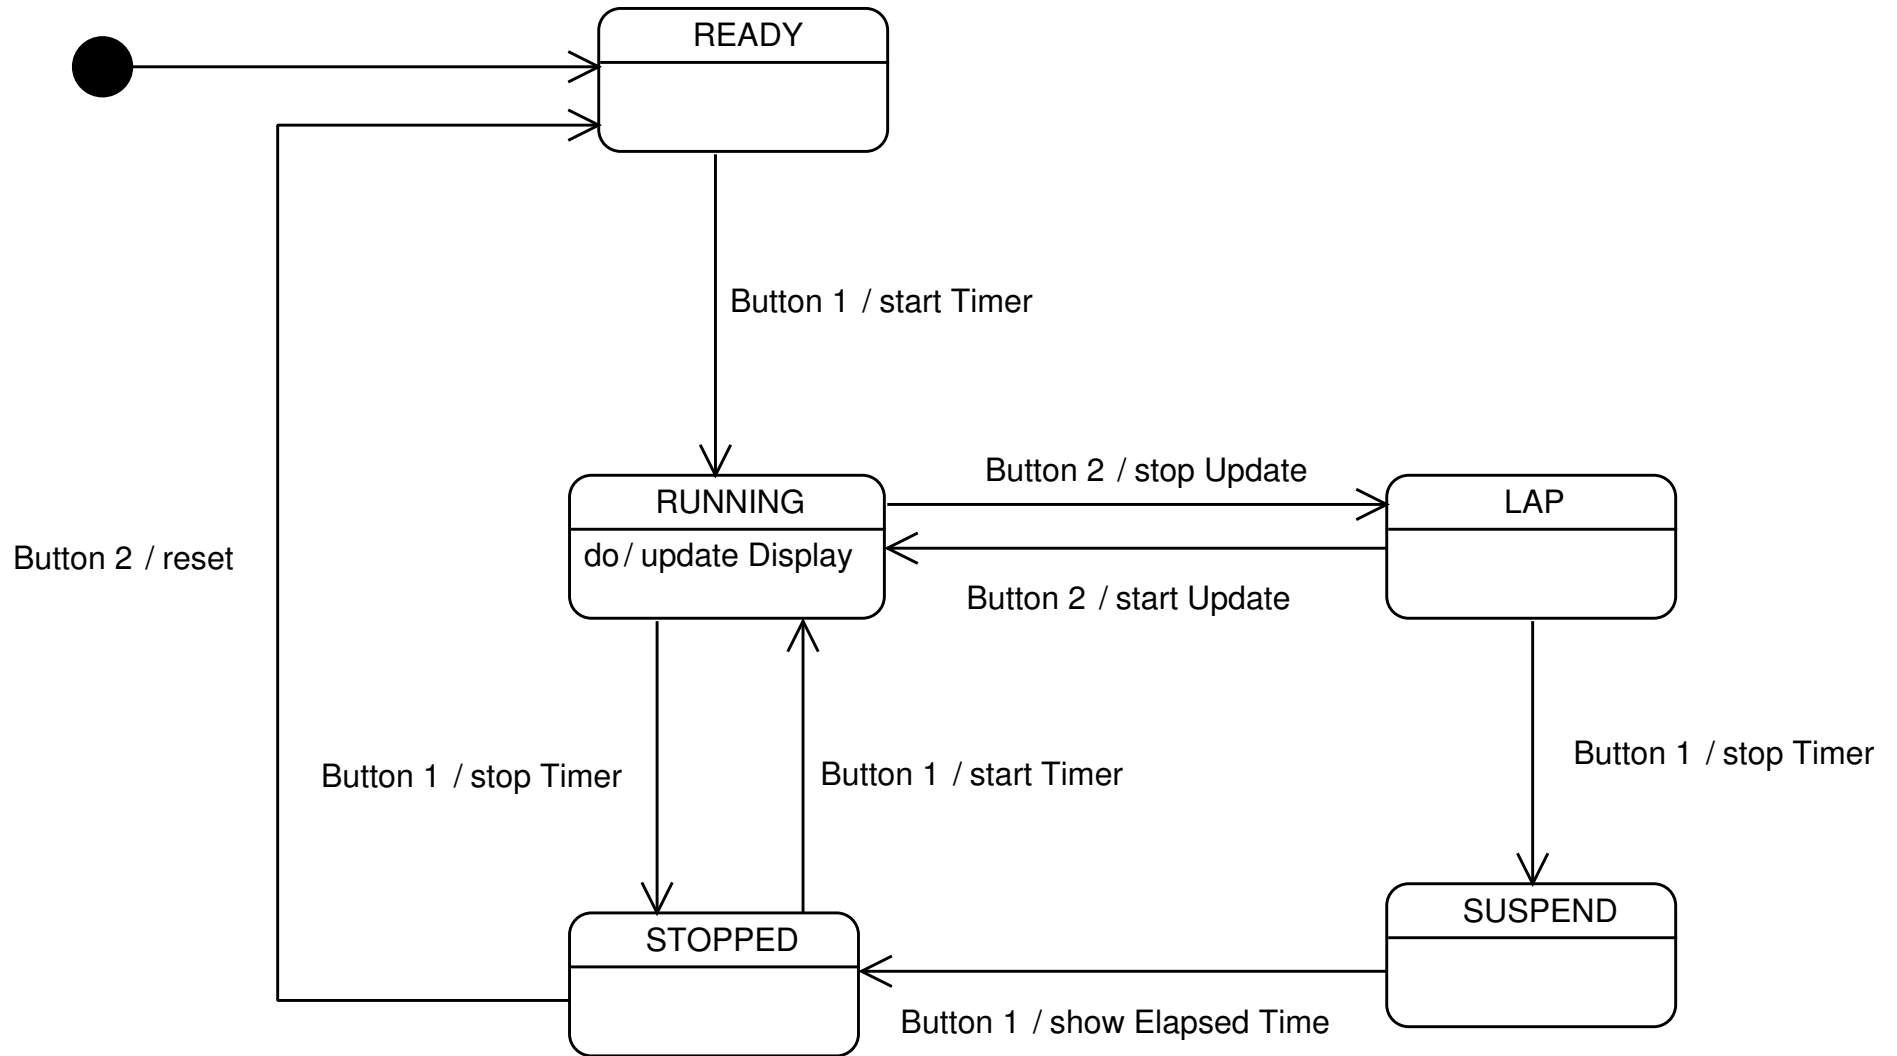 READY
Button 1 / start Timer
Button 2 / stop Update
RUNNING
LAP
do / update Display
Button 2 / reset
Button 2 / start Update
Button 1 / stop Timer
Button 1 / stop Timer
Button 1 / start Timer
SUSPEND
STOPPED
Button 1 / show Elapsed Time